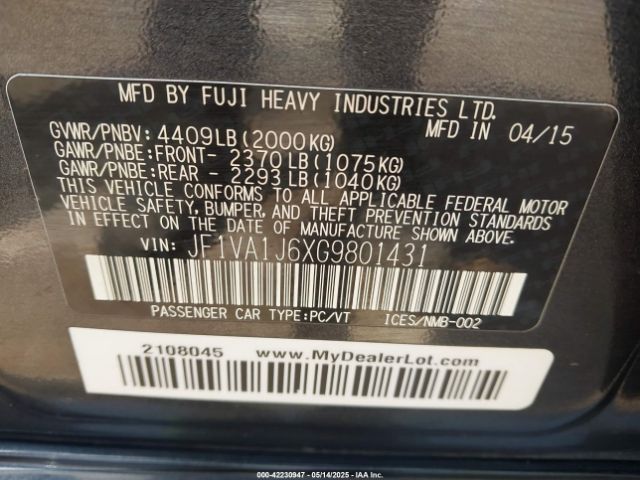 MFD BY FUJI HEAVY INDUSTRIES LTD.
GVWR/PNBV: 4409LB(2000KG) MFD IN 04/15
GAWR/PNBE:FRONT- 2370LB(1075KG)
GAWR/PNBE:REAR - 2293LB(1040KG)
THIS VEHICLE CONFORMS TO ALL APPLICABLE FEDERAL MOTOR
VEHICLE SAFETY, BUMPER, AND THEFT PREVENTION STANDARDS
IN EFFECT ON THE DATE OF MANUFACTURE SHOWN ABOVE.
VIN: JF1VA1J6XG9801431
PASSENGER CAR TYPE:PC/VT ICES/NMB-002
2108045 www.MyDealerLot.com
000-42230947 - 05/14/2025 - IAAI.COM